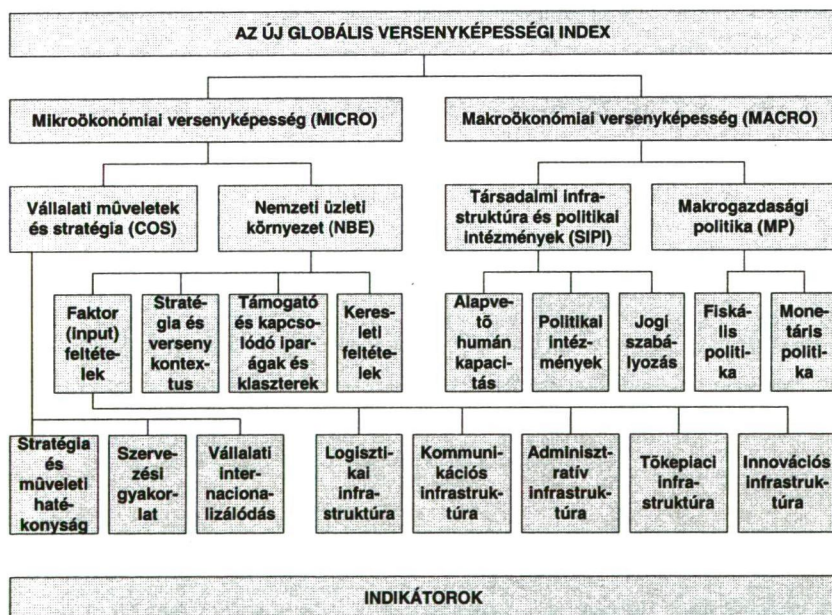 AZ ÚJ GLOBÁLIS VERSENYKÉPESSÉGI INDEX
Mikroökonómiai versenyképesség (MICRO)
Makroökonómiai versenyképesség (MACRO)
Vállalati mûveletek
és stratégia (COS)
Nemzeti üzleti
környezet (NBE)
Társadalmi infra-
struktúra és politikai
intézmények (SIPI)
Makrogazdasági
politika (MP)
Faktor
(input)
feltéte-
lek
Straté-
gia és
verseny
kontex-
tus
Támogató
és kapcso-
lódó ipar-
ágak és
klaszterek
Keres-
leti
feltéte-
lek
Alapve-
tõ
humán
kapaci-
tás
Politikai
intéz-
mények
Jogi
szabá-
lyozás
Fiská-
lis
politi-
ka
Mone-
táris
politi-
ka
Stratégia
és
mûveleti
haté-
konyság
Szerve-
zési
gyakor-
lat
Vállalati
inter-
naciona-
lizálódás
Logiszti-
kai
infra-
struktúra
Kommuni-
kációs
infrastruk-
túra
Adminiszt-
ratív
infrastruk-
túra
Tõkepiaci
infra-
struktúra
Innovációs
infrastruk-
túra
INDIKÁTOROK